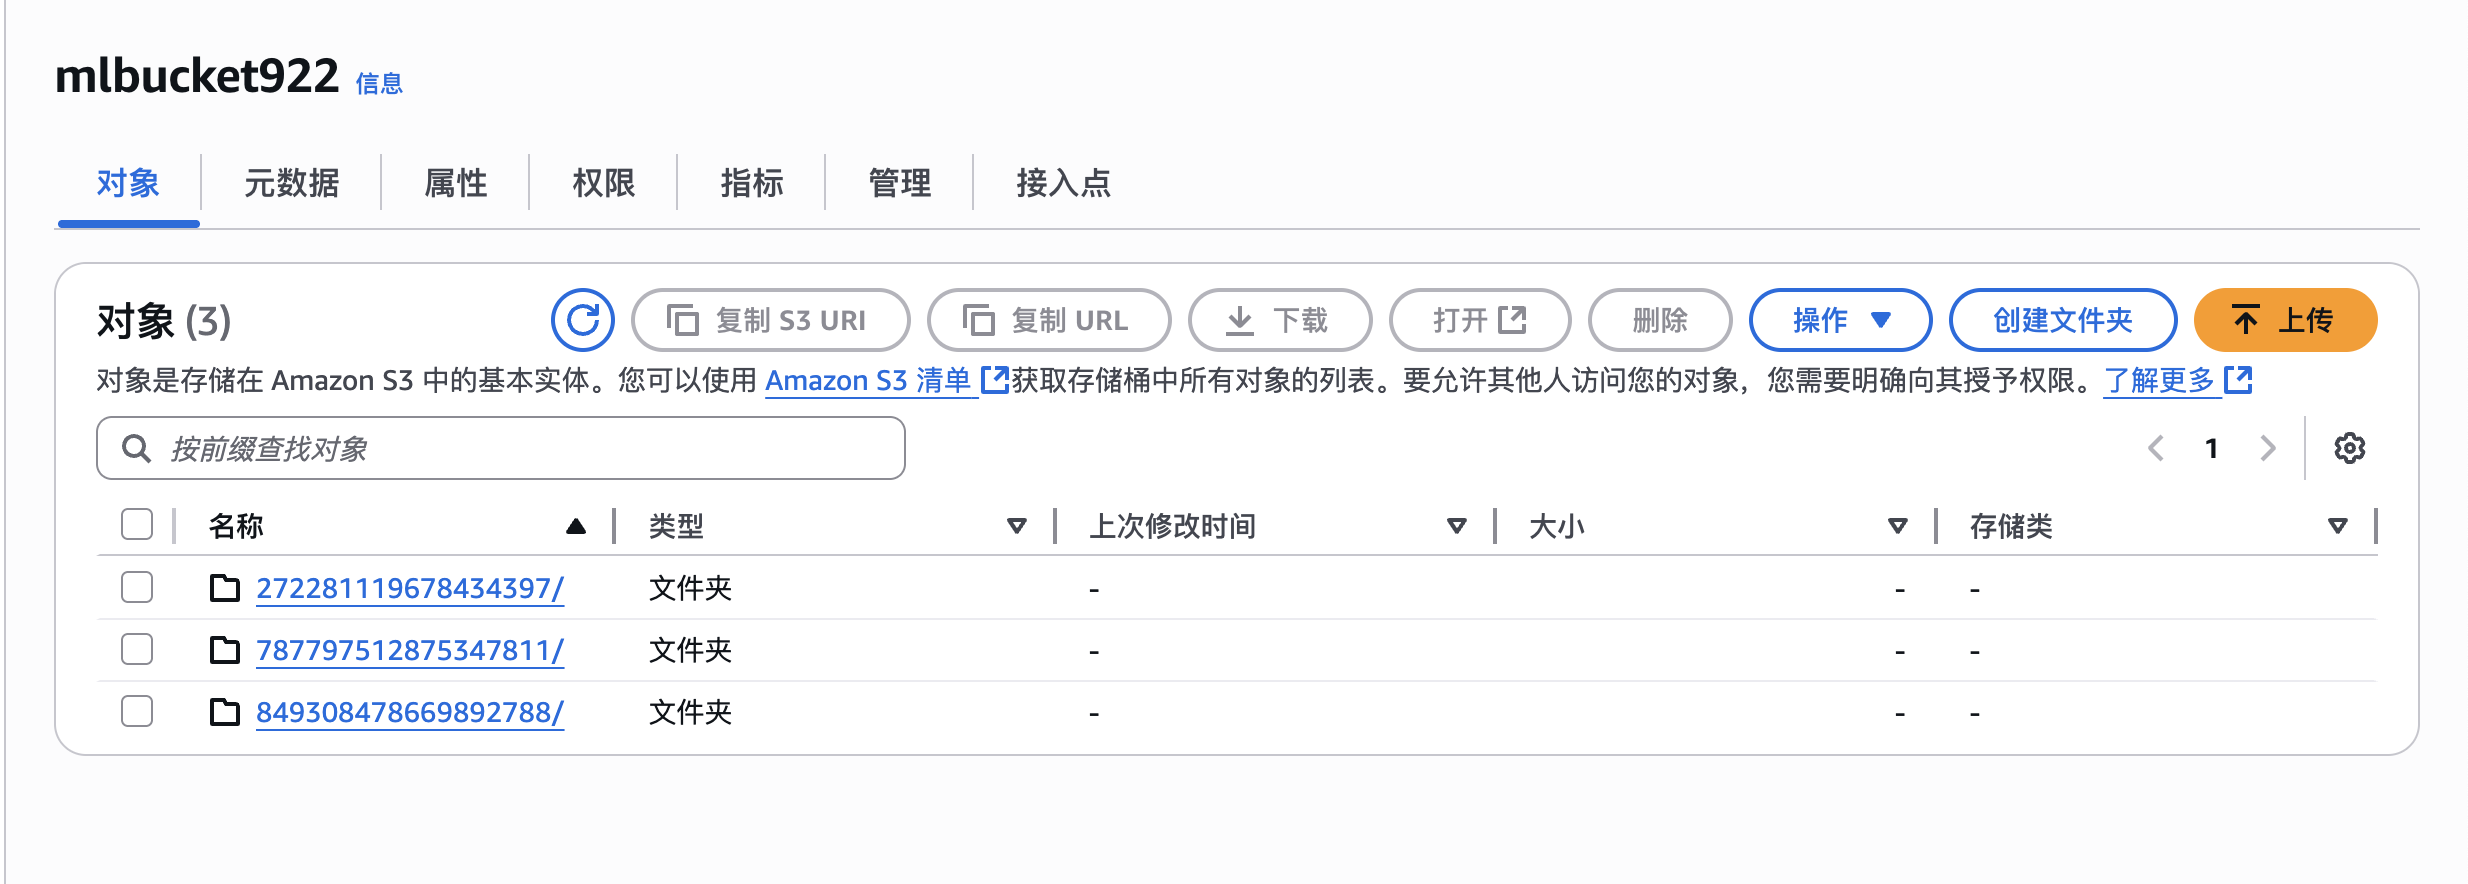 mlbucket922 信息
对象 元数据 属性 权限 指标 管理 接入点
对象 (3) 复制 S3 URI 复制 URL 下载 打开 删除 操作 创建文件夹 上传
对象是存储在 Amazon S3 中的基本实体。您可以使用 Amazon S3 清单 获取存储桶中所有对象的列表。要允许其他人访问您的对象，您需要明确向其授予权限。了解更多
按前缀查找对象 1
名称 类型 上次修改时间 大小 存储类
272281119678434397/ 文件夹 - - -
787797512875347811/ 文件夹 - - -
849308478669892788/ 文件夹 - - -